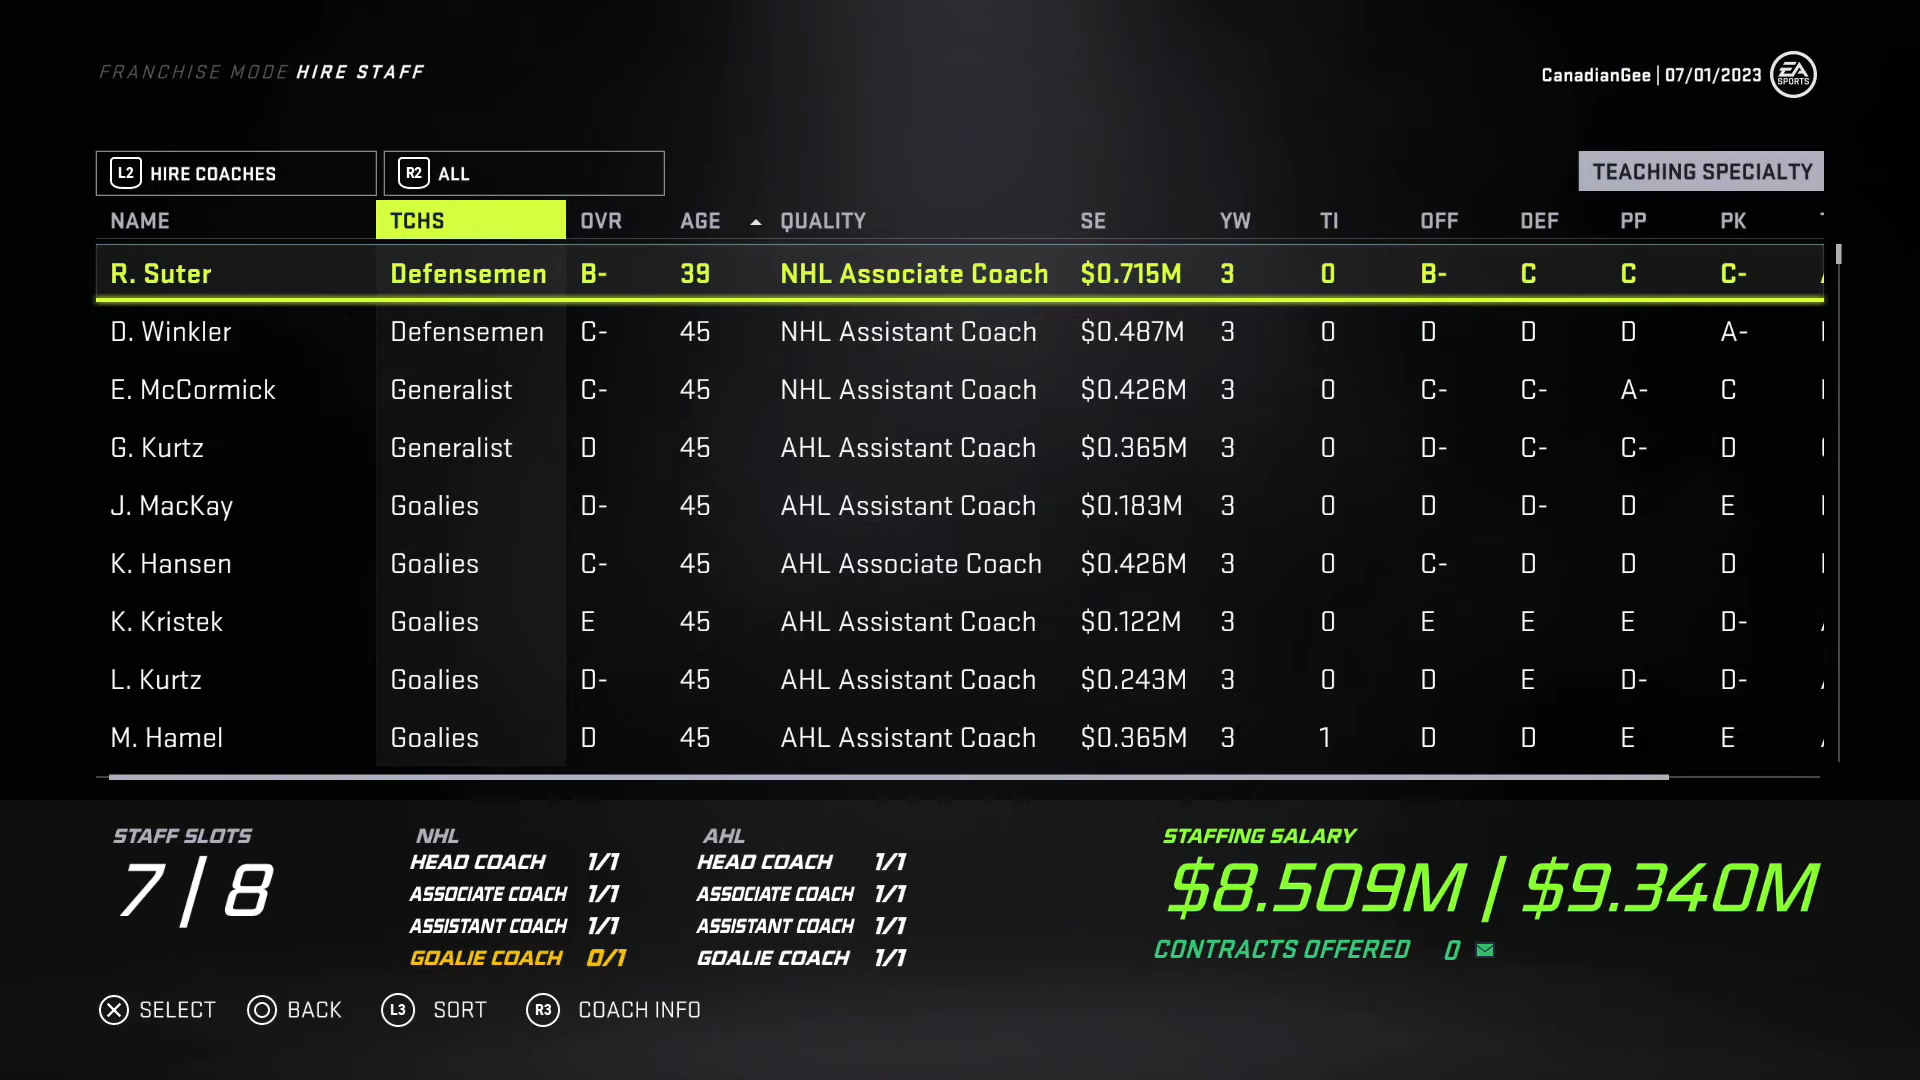 FRANCHISE MODE HIRE STAFF
CanadianGee | 07/01/2023
EA SPORTS
L2 HIRE COACHES R2 ALL
TEACHING SPECIALTY
NAME TCHS OVR AGE QUALITY SE YW TI OFF DEF PP PK
R. Suter Defensemen B- 39 NHL Associate Coach $0.715M 3 0 B- C C C-
D. Winkler Defensemen C- 45 NHL Assistant Coach $0.487M 3 0 D D D A-
E. McCormick Generalist C- 45 NHL Assistant Coach $0.426M 3 0 C- C- A- C
G. Kurtz Generalist D 45 AHL Assistant Coach $0.365M 3 0 D- C- C- D
J. MacKay Goalies D- 45 AHL Assistant Coach $0.183M 3 0 D D- D E
K. Hansen Goalies C- 45 AHL Associate Coach $0.426M 3 0 C- D D D
K. Kristek Goalies E 45 AHL Assistant Coach $0.122M 3 0 E E E D-
L. Kurtz Goalies D- 45 AHL Assistant Coach $0.243M 3 0 D E D- D-
M. Hamel Goalies D 45 AHL Assistant Coach $0.365M 3 1 D D E E
STAFF SLOTS
7 | 8
NHL
HEAD COACH 1/1
ASSOCIATE COACH 1/1
ASSISTANT COACH 1/1
GOALIE COACH 0/1
AHL
HEAD COACH 1/1
ASSOCIATE COACH 1/1
ASSISTANT COACH 1/1
GOALIE COACH 1/1
STAFFING SALARY
$8.509M | $9.340M
CONTRACTS OFFERED 0
SELECT BACK L3 SORT R3 COACH INFO